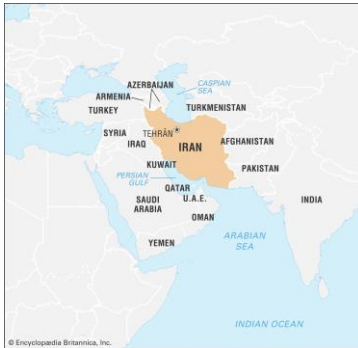 AZERBAIJAN
CASPIAN
SEA
ARMENIA
TURKEY
TURKMENISTAN
SYRIA
TEHRĀN
IRAQ
IRAN
AFGHANISTAN
KUWAIT
PAKISTAN
PERSIAN
GULF
QATAR
SAUDI
ARABIA
U.A.E.
INDIA
OMAN
ARABIAN
SEA
YEMEN
INDIAN OCEAN
© Encyclopædia Britannica, Inc.